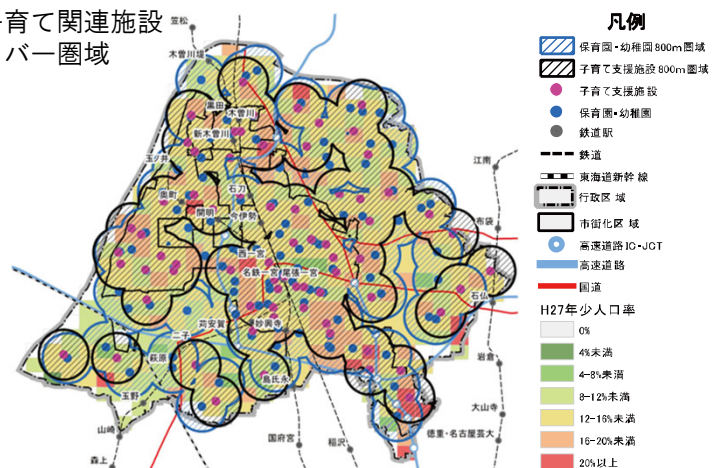 子育て関連施設
バー圏域
凡例
保育園・幼稚園800m圏域
子育て支援施設800m圏域
子育て支援施設
保育園・幼稚園
鉄道駅
鉄道
東海道新幹線
行政区域
市街化区域
高速道路IC・JCT
高速道路
国道
H27年少人口率
0%
4%未満
4-8%未満
8-12%未満
12-16%未満
16-20%未満
20%以上
笠松
木曽川堤
黒田
木曽川
新木曽川
玉ノ井
石刀
江南
奥町
開明
今伊勢
布袋
西一宮
名鉄一宮
尾張一宮
石仏
苅安賀
妙興寺
二子
萩原
島氏永
岩倉
玉野
大山寺
山崎
国府宮
稲沢
徳重・名古屋芸大
森上